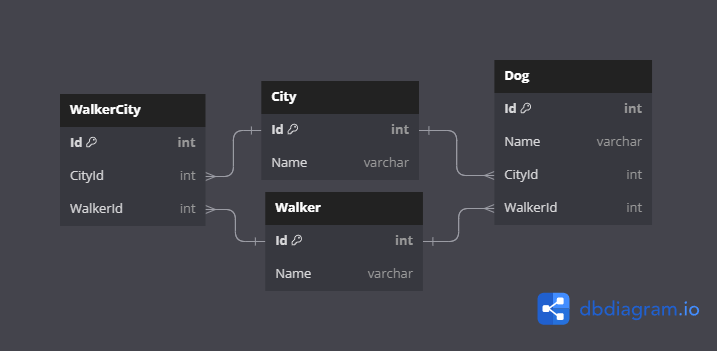 WalkerCity
Id int
CityId int
WalkerId int
City
Id int
Name varchar
Walker
Id int
Name varchar
Dog
Id int
Name varchar
CityId int
WalkerId int
dbdiagram.io